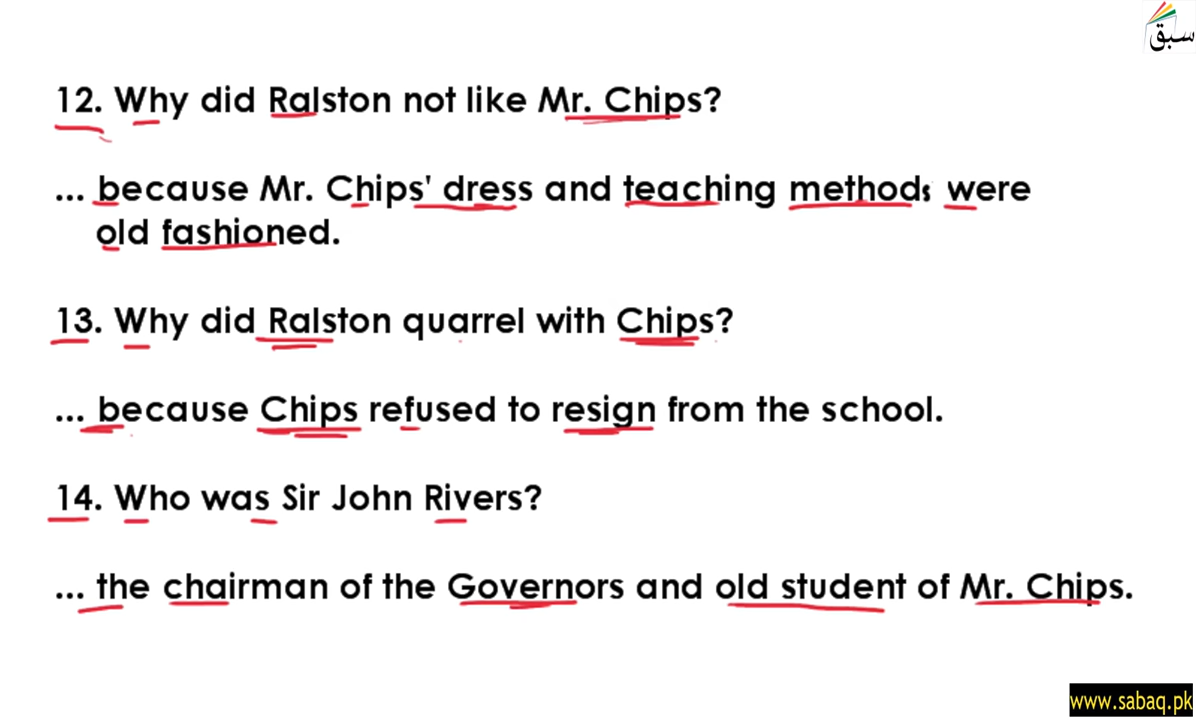 سبق
12. Why did Ralston not like Mr. Chips?
... because Mr. Chips' dress and teaching methods were
old fashioned.
13. Why did Ralston quarrel with Chips?
... because Chips refused to resign from the school.
14. Who was Sir John Rivers?
... the chairman of the Governors and old student of Mr. Chips.
www.sabaq.pk